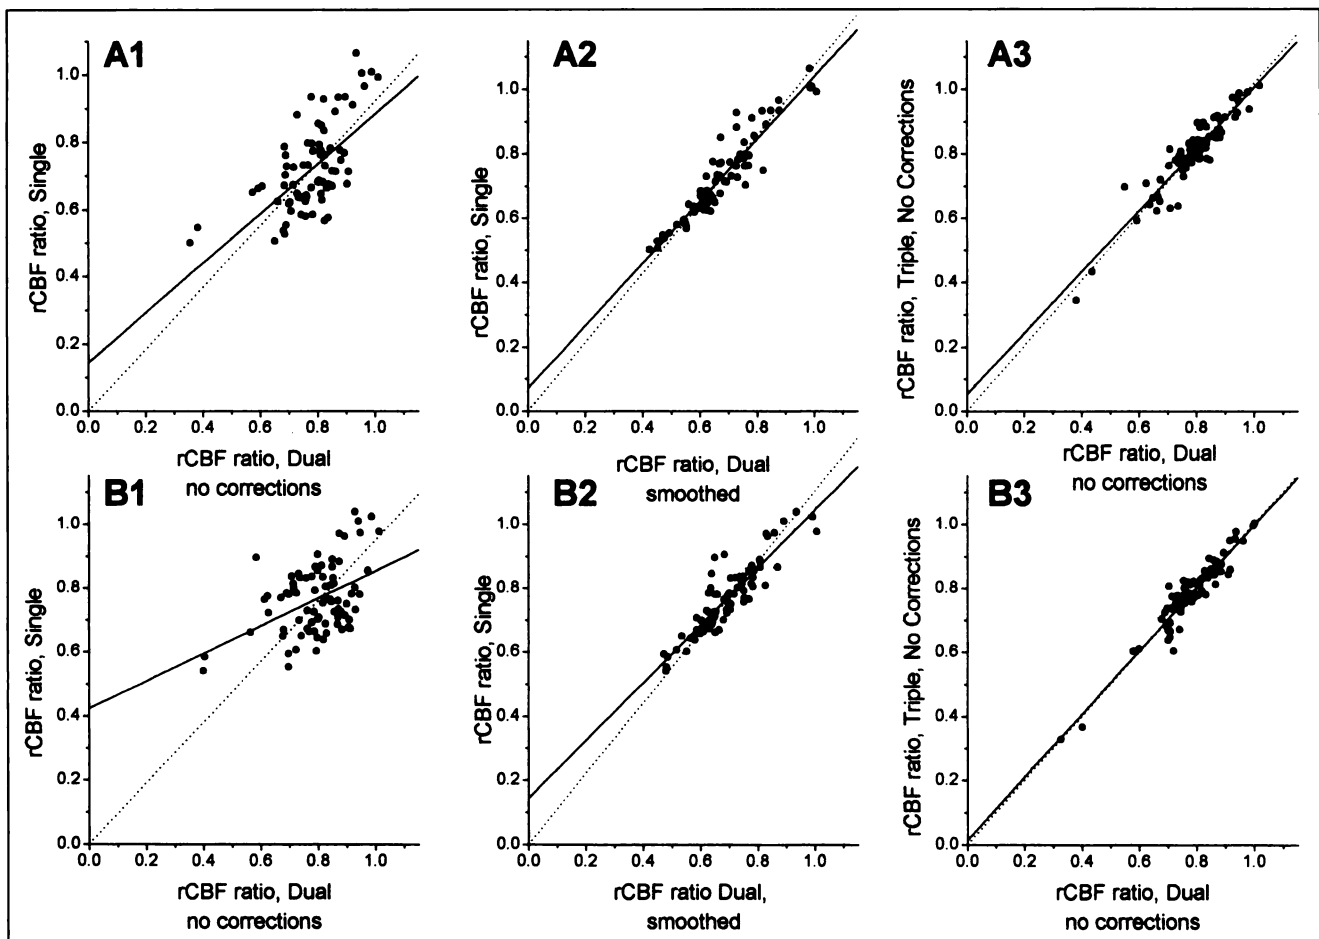 A1
rCBF ratio, Single
1.0
0.8
0.6
0.4
0.2
0.0
0.0 0.2 0.4 0.6 0.8 1.0
rCBF ratio, Dual
no corrections
A2
rCBF ratio, Single
1.0
0.8
0.6
0.4
0.2
0.0
0.0 0.2 0.4 0.6 0.8 1.0
rCBF ratio, Dual
smoothed
A3
rCBF ratio, Triple, No Corrections
1.0
0.8
0.6
0.4
0.2
0.0
0.0 0.2 0.4 0.6 0.8 1.0
rCBF ratio, Dual
no corrections
B1
rCBF ratio, Single
1.0
0.8
0.6
0.4
0.2
0.0
0.0 0.2 0.4 0.6 0.8 1.0
rCBF ratio, Dual
no corrections
B2
rCBF ratio, Single
1.0
0.8
0.6
0.4
0.2
0.0
0.0 0.2 0.4 0.6 0.8 1.0
rCBF ratio Dual,
smoothed
B3
rCBF ratio, Triple, No Corrections
1.0
0.8
0.6
0.4
0.2
0.0
0.0 0.2 0.4 0.6 0.8 1.0
rCBF ratio, Dual
no corrections